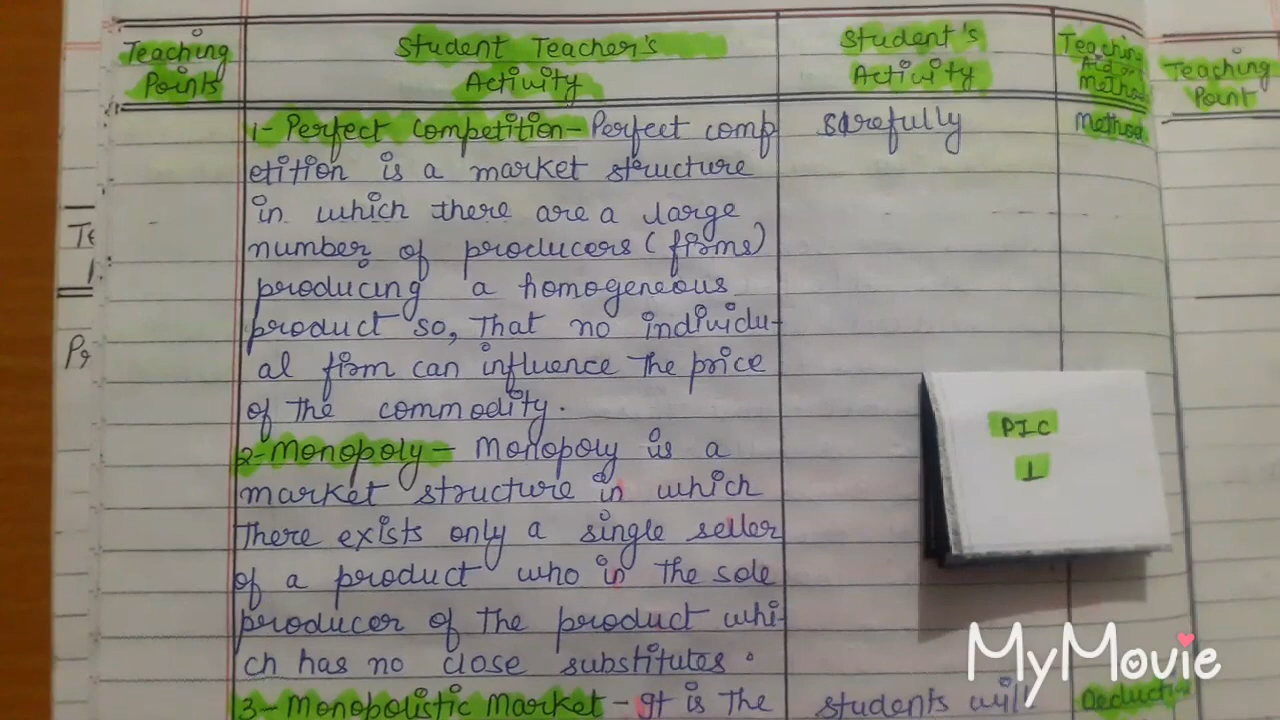 Teaching Points
Student Teacher's Activity
Student's Activity
Teaching Aid or Method
Teaching Point
1- Perfect Competition- Perfect comp
etition is a market structure
in which there are a large
number of producers (firms)
producing a homogeneous
product so, That no individu-
al firm can influence The price
of The commodity.
2- Monopoly- Monopoly is a
market structure in which
There exists only a single seller
of a product who is The sole
producer of The product whi-
ch has no close substitutes.
3- Monopolistic Market - It is The
carefully
students will
Method
Deductive
PIC
1
MyMovie